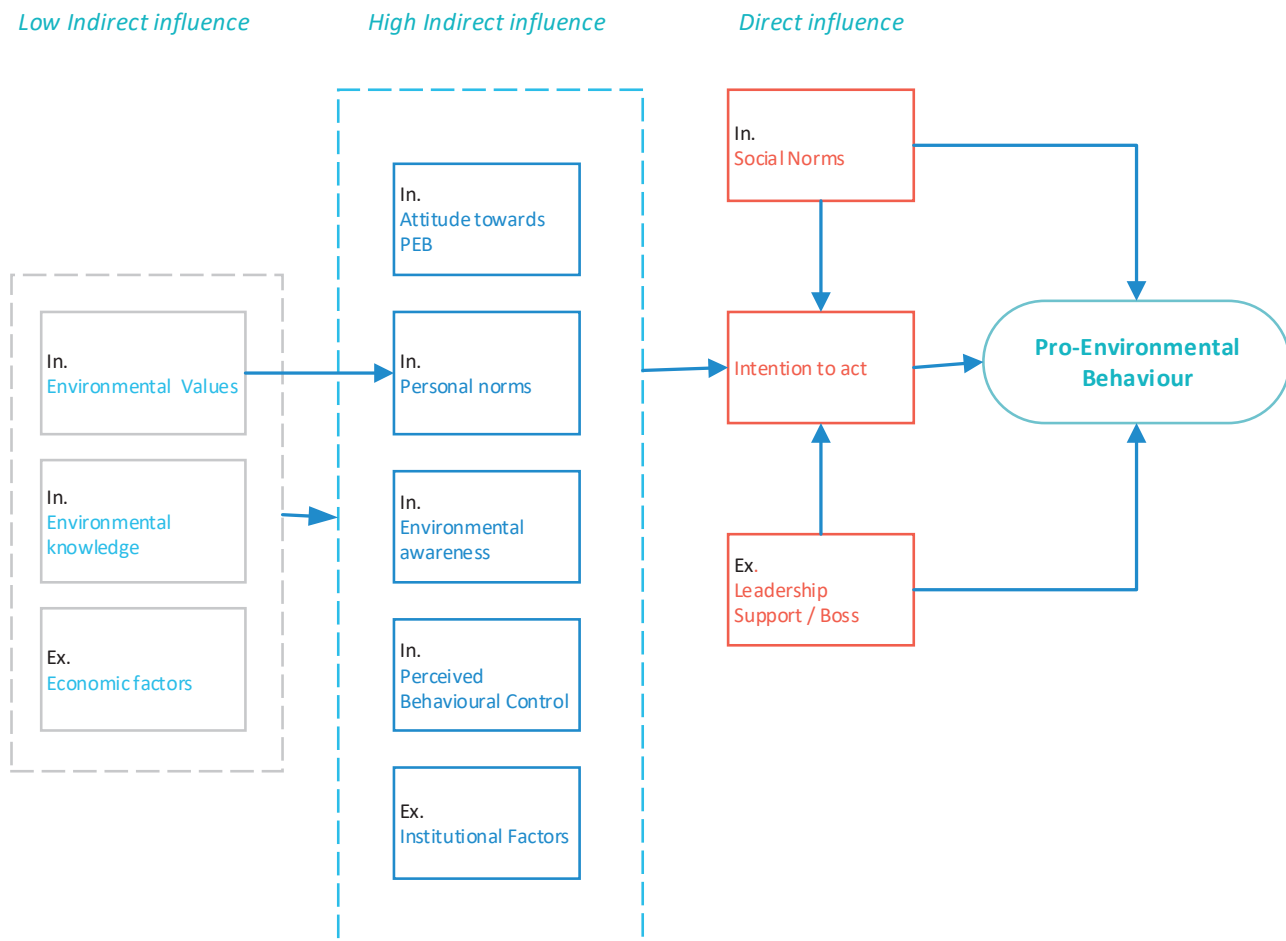 Low Indirect influence
High Indirect influence
Direct influence
In.
Environmental Values
In.
Environmental
knowledge
Ex.
Economic factors
In.
Attitude towards
PEB
In.
Personal norms
In.
Environmental
awareness
In.
Perceived
Behavioural Control
Ex.
Institutional Factors
In.
Social Norms
Intention to act
Ex.
Leadership
Support / Boss
Pro-Environmental
Behaviour